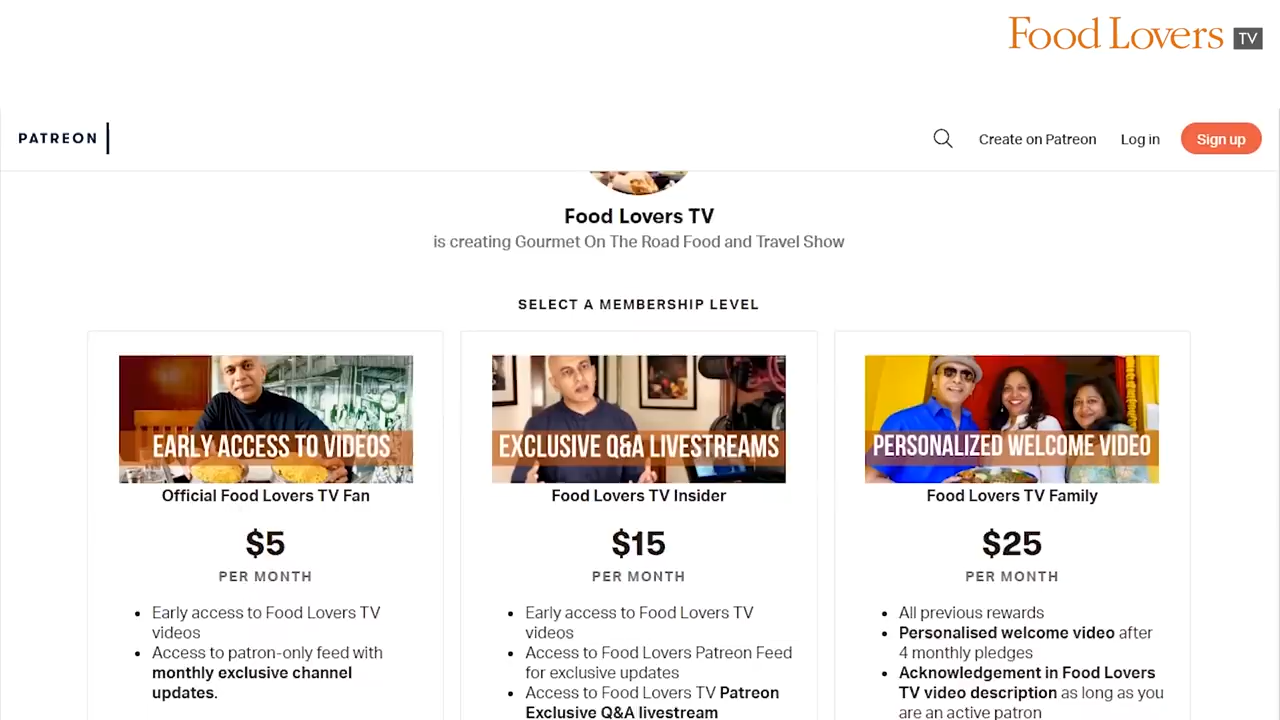 Food Lovers TV
PATREON
Create on Patreon
Log in
Sign up
Food Lovers TV
is creating Gourmet On The Road Food and Travel Show
SELECT A MEMBERSHIP LEVEL
EARLY ACCESS TO VIDEOS
Official Food Lovers TV Fan
$5
PER MONTH
• Early access to Food Lovers TV
videos
• Access to patron-only feed with
monthly exclusive channel
updates.
EXCLUSIVE Q&A LIVESTREAMS
Food Lovers TV Insider
$15
PER MONTH
• Early access to Food Lovers TV
videos
• Access to Food Lovers Patreon Feed
for exclusive updates
• Access to Food Lovers TV Patreon
Exclusive Q&A livestream
PERSONALIZED WELCOME VIDEO
Food Lovers TV Family
$25
PER MONTH
• All previous rewards
• Personalised welcome video after
4 monthly pledges
• Acknowledgement in Food Lovers
TV video description as long as you
are an active patron